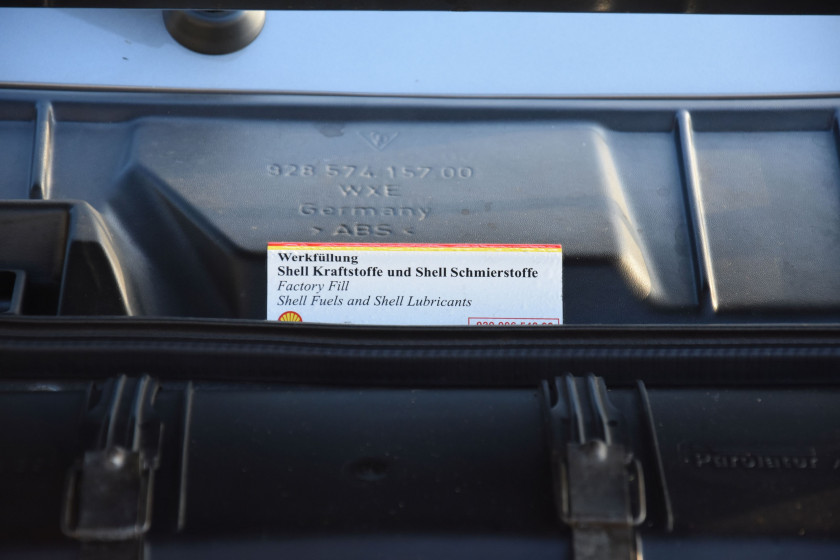 928 574 157 00
WXE
Germany
> ABS <
Werkfüllung
Shell Kraftstoffe und Shell Schmierstoffe
Factory Fill
Shell Fuels and Shell Lubricants
Purolator